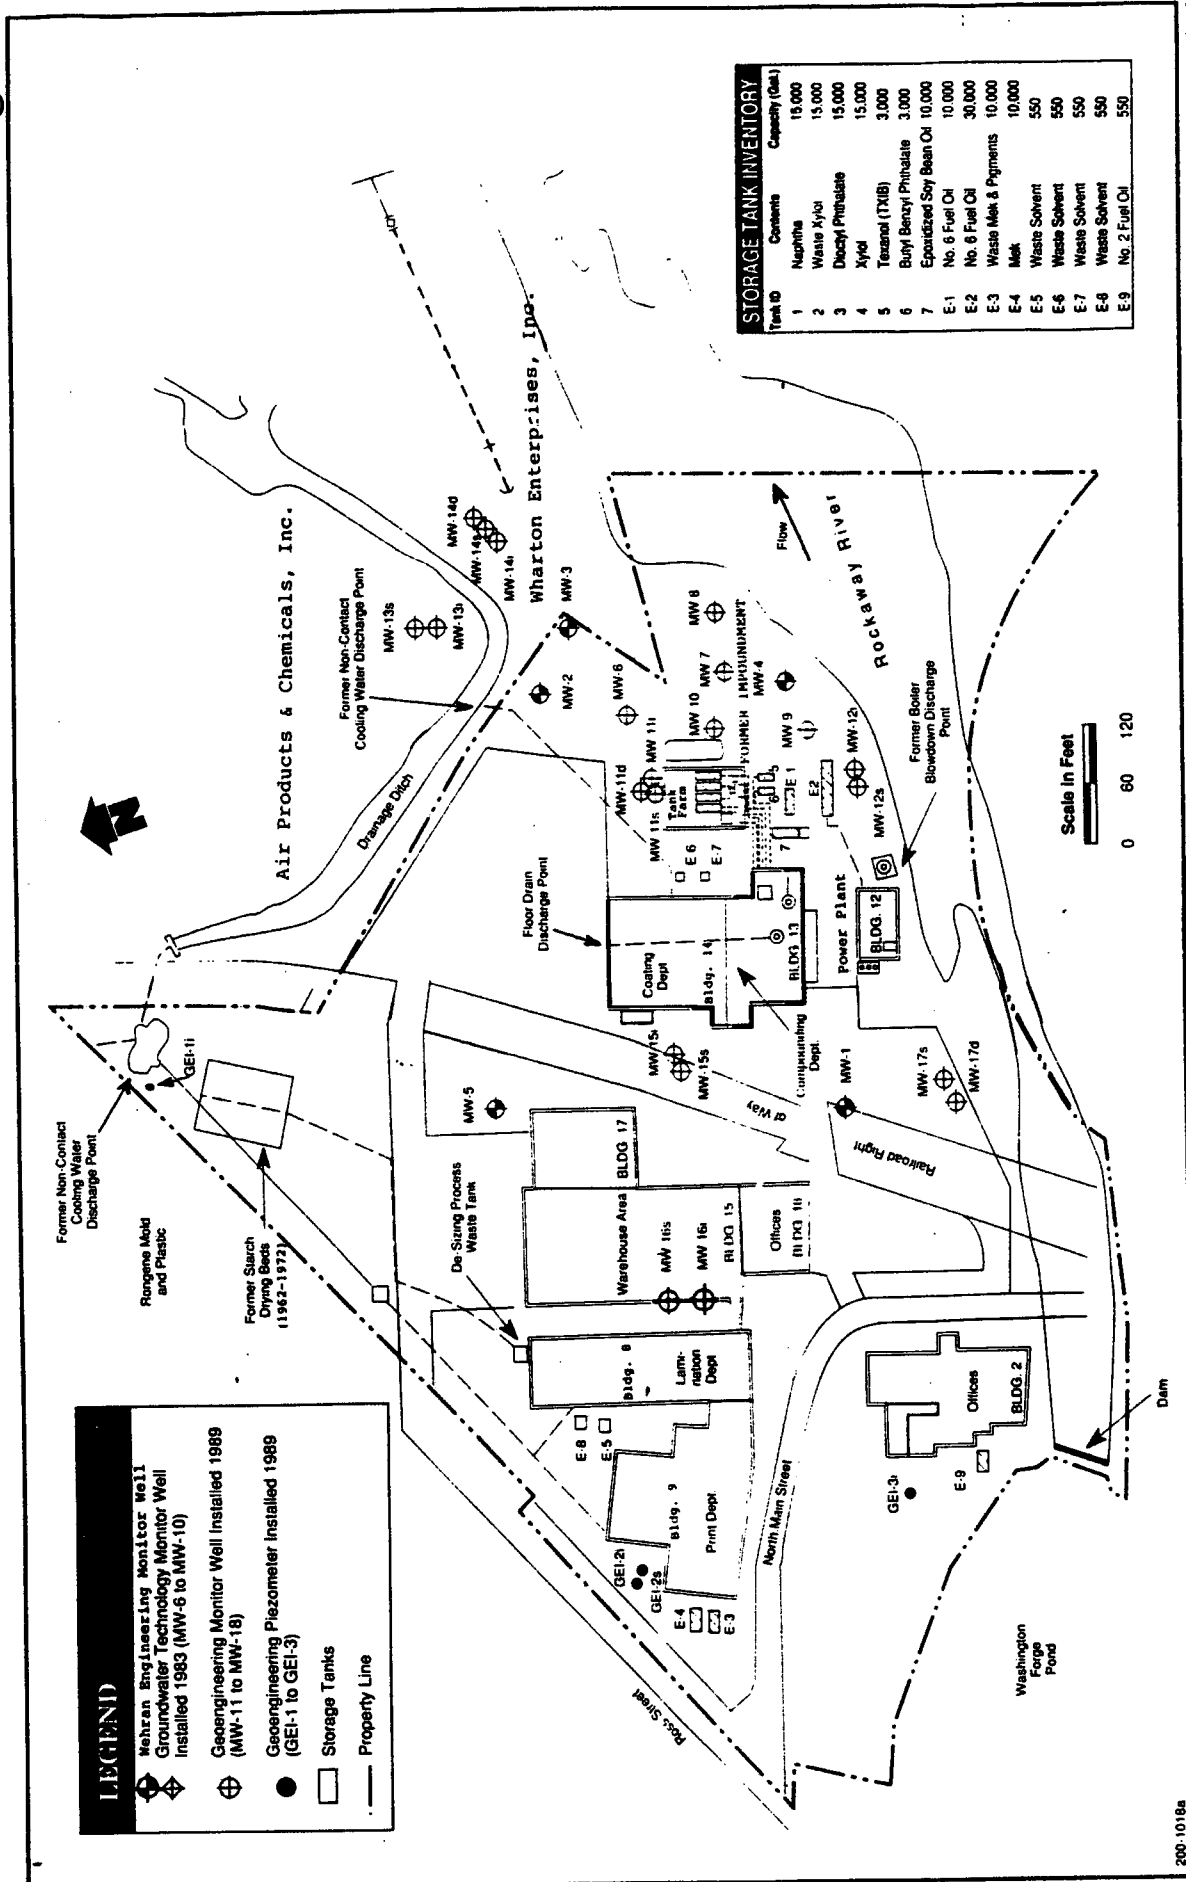 LEGEND
Wehran Engineering Monitor Well
Groundwater Technology Monitor Well
Installed 1983 (MW-6 to MW-10)
Geoengineering Monitor Well Installed 1989
(MW-11 to MW-18)
Geoengineering Piezometer Installed 1989
(GEI-1 to GEI-3)
Storage Tanks
Property Line
Former Non-Contact
Cooling Water
Discharge Point
Rongene Mold
and Plastic
Former Starch
Drying Beds
(1962-1972)
GEI-1i
N
Air Products & Chemicals, Inc.
Drainage Ditch
Former Non-Contact
Cooling Water Discharge Point
MW-13s
MW-13i
MW-14d
MW-14s
MW-14i
Wharton Enterprises, Inc.
MW-3
MW-2
MW-6
MW 11i
MW-11d
MW 11s
MW 10
MW 7
MW 8
FORMER IMPOUNDMENT
MW-4
MW 9
MW-12i
MW-12s
Tank
Farm
E 6
E-7
5
6
E 1
E2
7
Floor Drain
Discharge Point
Coating
Dept
Bldg. 14
BLDG 13
Compounding
Dept.
Power Plant
BLDG. 12
Former Boiler
Blowdown Discharge
Point
Flow
Rockaway River
MW-5
MW-15i
MW-15s
MW-1
MW-17s
MW-17d
Railroad Right
of Way
De-Sizing Process
Waste Tank
BLDG 17
Warehouse Area
MW 16s
MW 16i
BLDG 15
Offices
BLDG 18
Bldg. 8
Lami-
nation
Dept
E-8
E-5
Bldg. 9
Print Dept.
GEI-2i
GEI-2s
E-4
E-3
Ross Street
North Main Street
Offices
BLDG. 2
GEI-3i
E-9
Dam
Washington
Forge
Pond
Scale in Feet
0 60 120
STORAGE TANK INVENTORY
Tank ID Contents Capacity (Gal.)
1 Naphtha 15,000
2 Waste Xylol 15,000
3 Dioctyl Phthalate 15,000
4 Xylol 15,000
5 Texanol (TXIB) 3,000
6 Butyl Benzyl Phthalate 3,000
7 Epoxidized Soy Bean Oil 10,000
E-1 No. 6 Fuel Oil 10,000
E-2 No. 6 Fuel Oil 30,000
E-3 Waste Mek & Pigments 10,000
E-4 Mek 10,000
E-5 Waste Solvent 550
E-6 Waste Solvent 550
E-7 Waste Solvent 550
E-8 Waste Solvent 550
E-9 No. 2 Fuel Oil 550
200-1018a